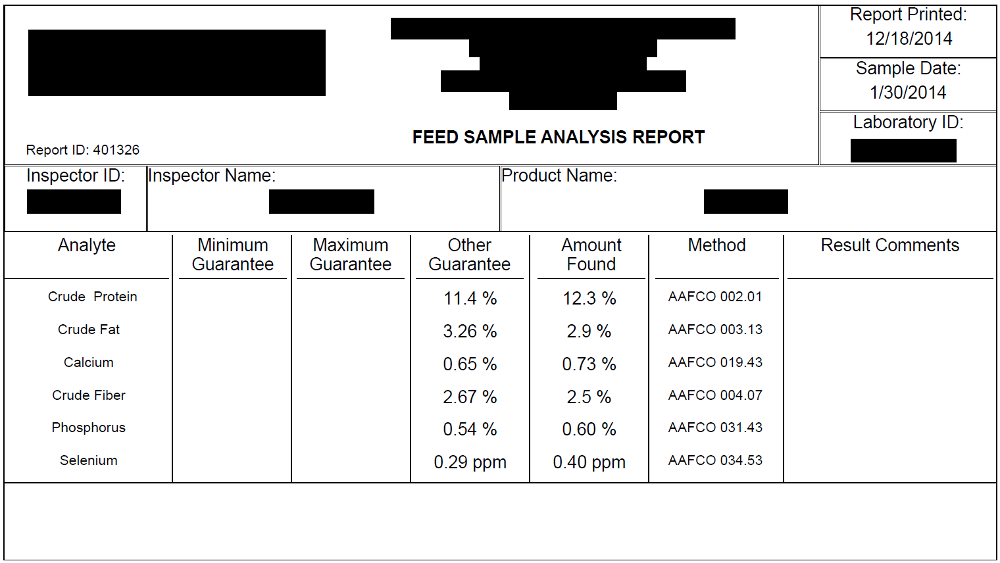 Report Printed:
12/18/2014
Sample Date:
1/30/2014
Laboratory ID:
FEED SAMPLE ANALYSIS REPORT
Report ID: 401326
Inspector ID: Inspector Name: Product Name:
Analyte Minimum Guarantee Maximum Guarantee Other Guarantee Amount Found Method Result Comments
Crude Protein 11.4 % 12.3 % AAFCO 002.01
Crude Fat 3.26 % 2.9 % AAFCO 003.13
Calcium 0.65 % 0.73 % AAFCO 019.43
Crude Fiber 2.67 % 2.5 % AAFCO 004.07
Phosphorus 0.54 % 0.60 % AAFCO 031.43
Selenium 0.29 ppm 0.40 ppm AAFCO 034.53